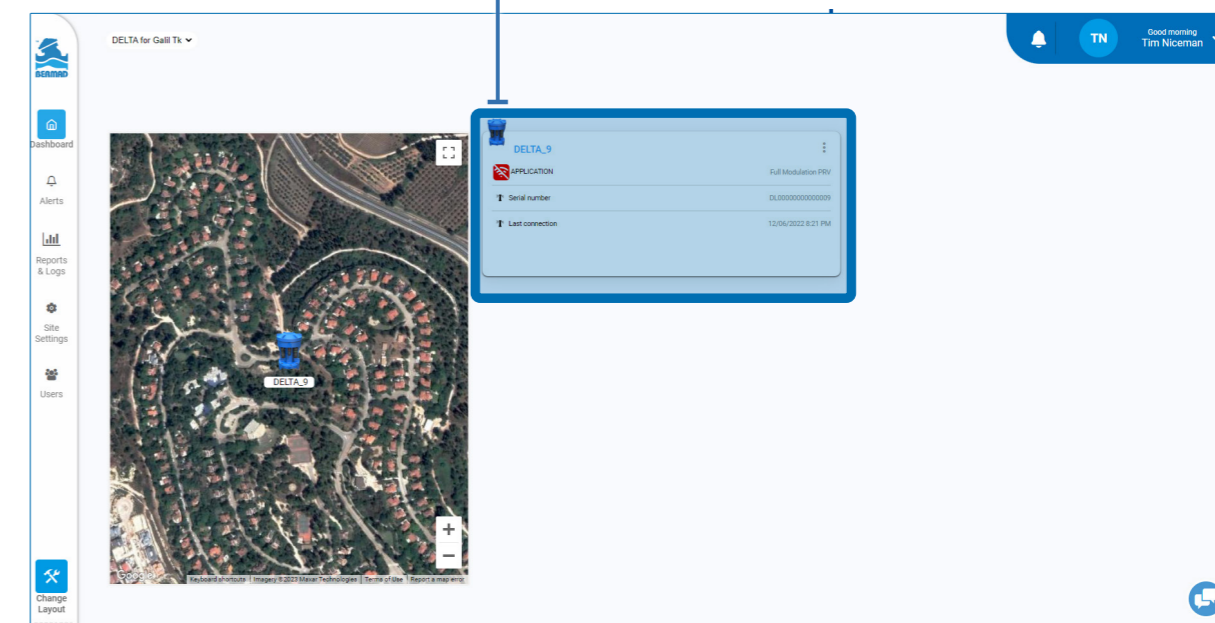 DELTA for Galil Tk
Good morning
TN
Tim Niceman
BERMAD
Dashboard
Alerts
Reports
& Logs
Site
Settings
Users
Change
Layout
DELTA_9
APPLICATION
Full Modulation PRV
Serial number
DL00000000000009
Last connection
12/06/2022 8:21 PM
DELTA_9
Google
Keyboard shortcuts
Imagery ©2023 Maxar Technologies
Terms of Use
Report a map error